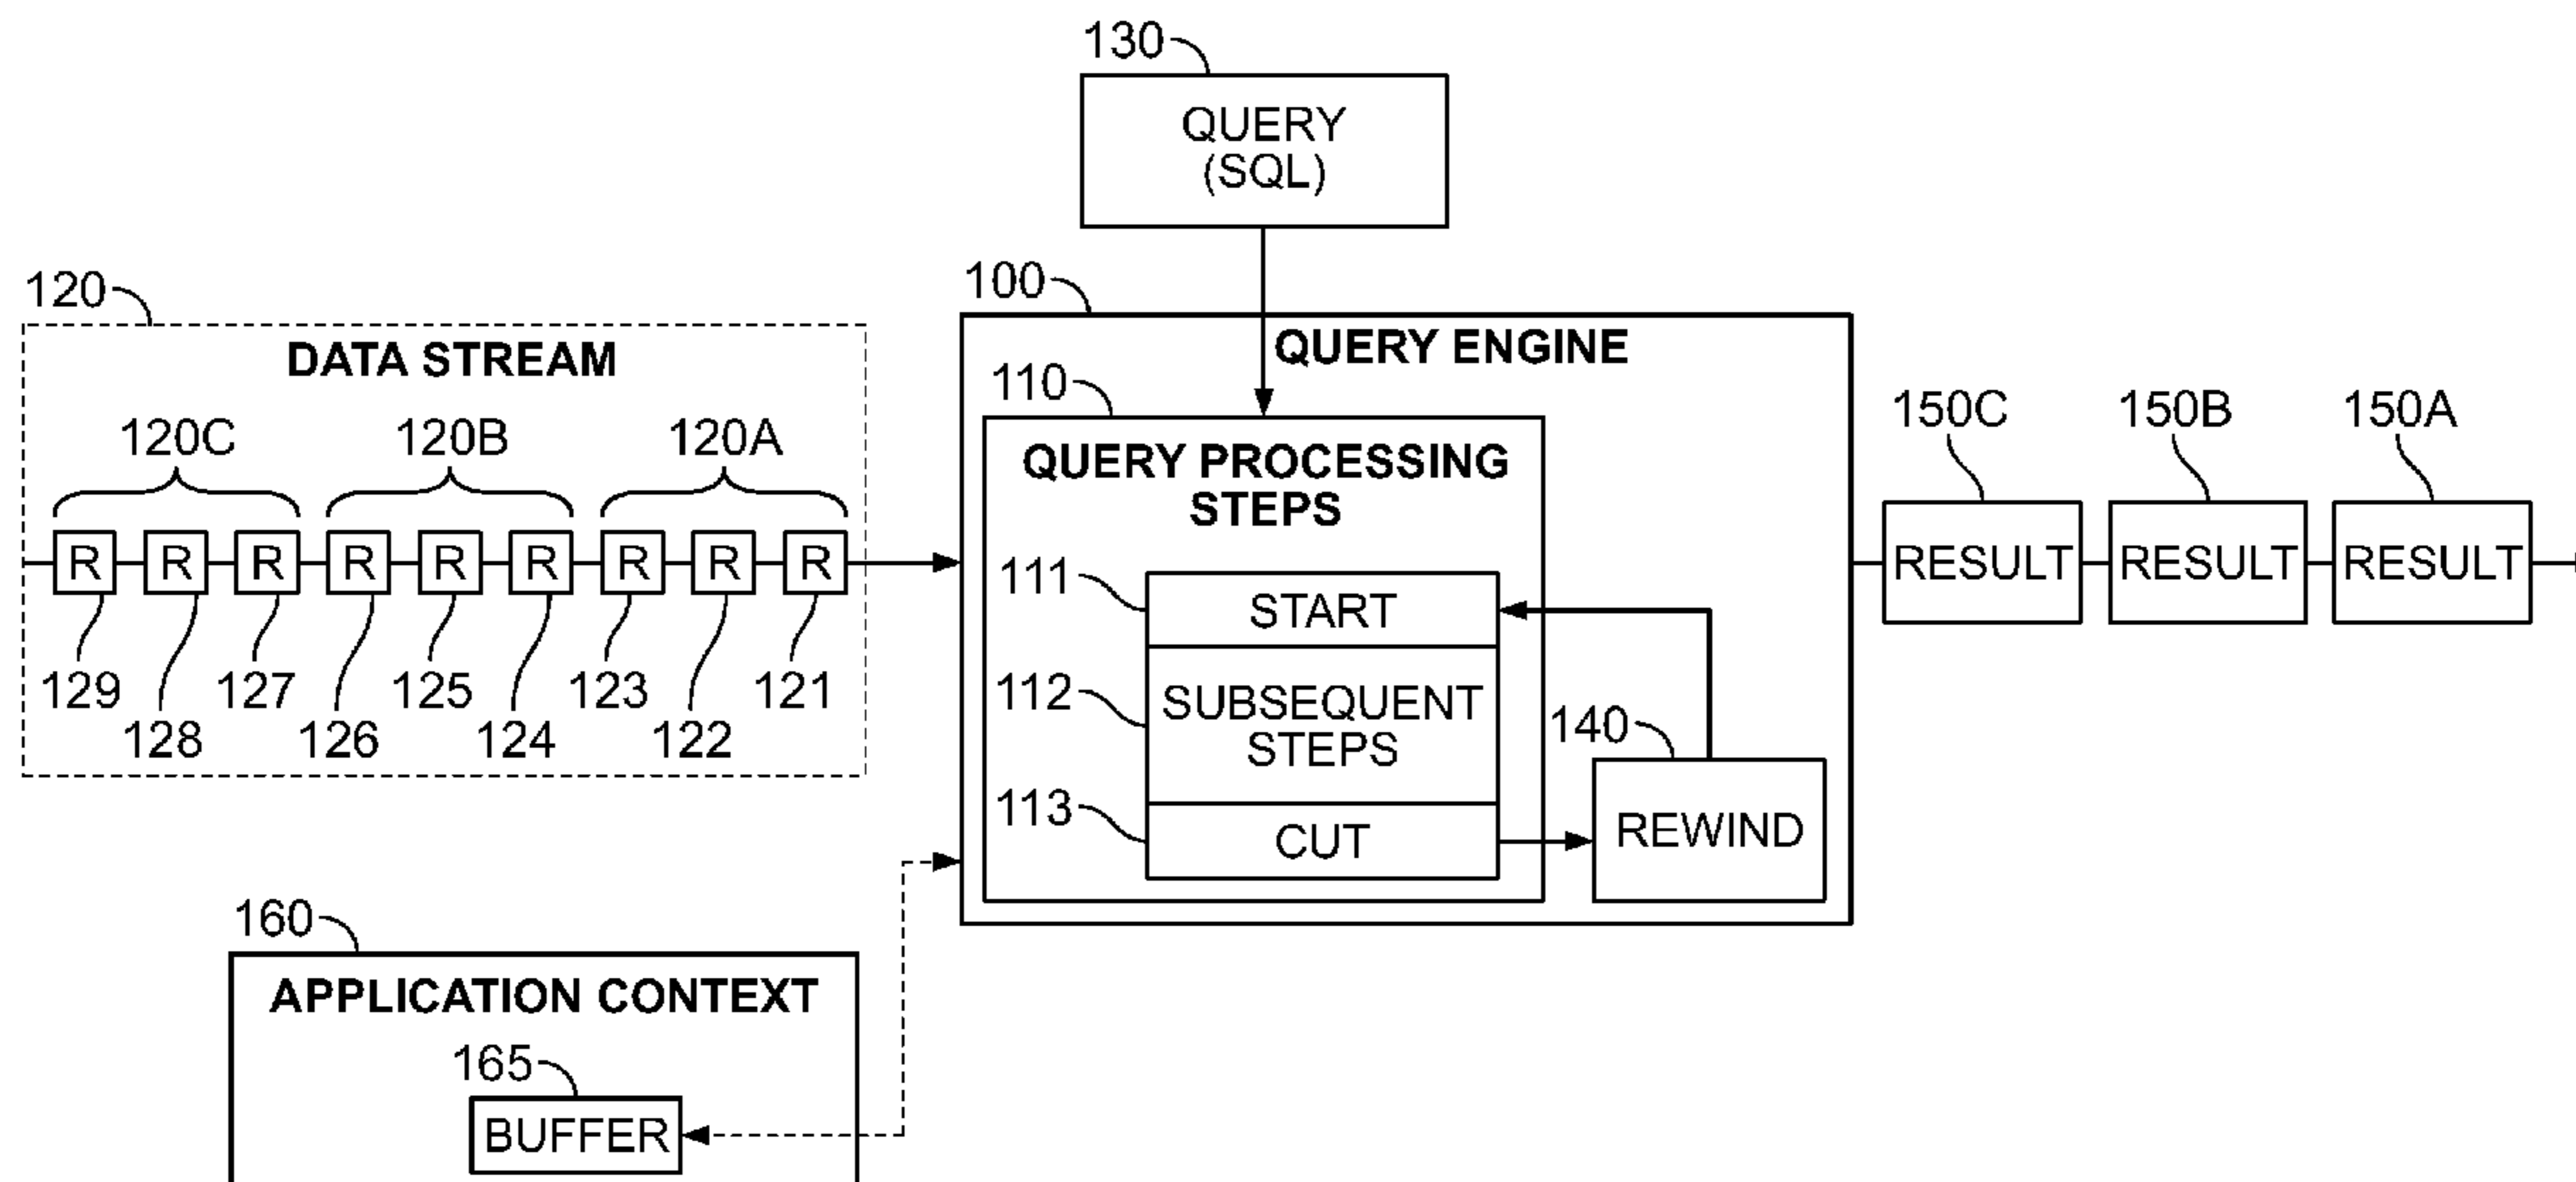 130
QUERY
(SQL)
120
100
DATA STREAM
QUERY ENGINE
110
120C 120B 120A
150C 150B 150A
QUERY PROCESSING
STEPS
R R R R R R R R R
RESULT RESULT RESULT
111
START
129 127 125 123 121
128 126 124 122
112
SUBSEQUENT
STEPS
140
113
CUT
REWIND
160
APPLICATION CONTEXT
165
BUFFER